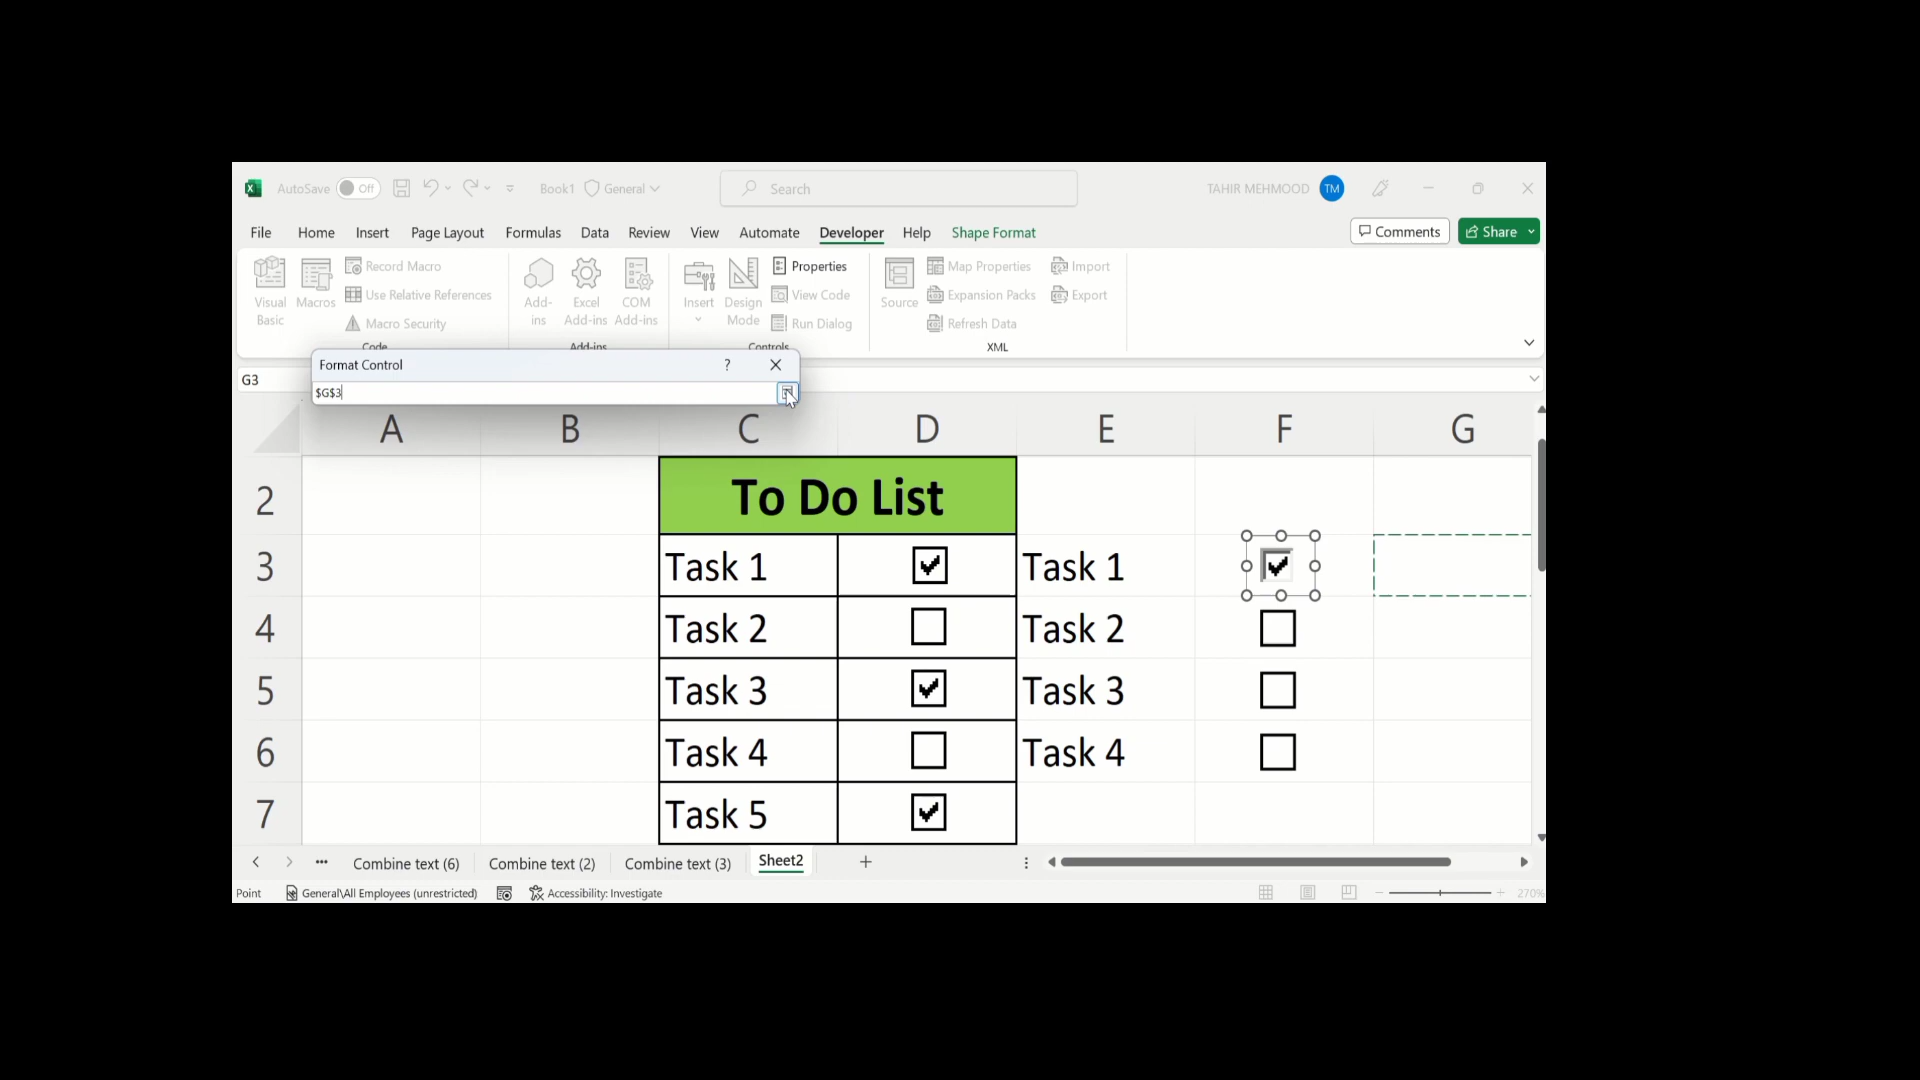 AutoSave Off Book1 General Search TAHIR MEHMOOD TM
File Home Insert Page Layout Formulas Data Review View Automate Developer Help Shape Format Comments Share
Visual Basic
Macros
Record Macro
Use Relative References
Macro Security
Code
Add-ins
Excel Add-ins
COM Add-ins
Add-ins
Insert
Design Mode
Properties
View Code
Run Dialog
Controls
Source
Map Properties
Expansion Packs
Refresh Data
Import
Export
XML
Format Control ?
G3
$G$3
A B C D E F G
2 To Do List
3 Task 1 Task 1
4 Task 2 Task 2
5 Task 3 Task 3
6 Task 4 Task 4
7 Task 5
Combine text (6) Combine text (2) Combine text (3) Sheet2
Point General\All Employees (unrestricted) Accessibility: Investigate 270%